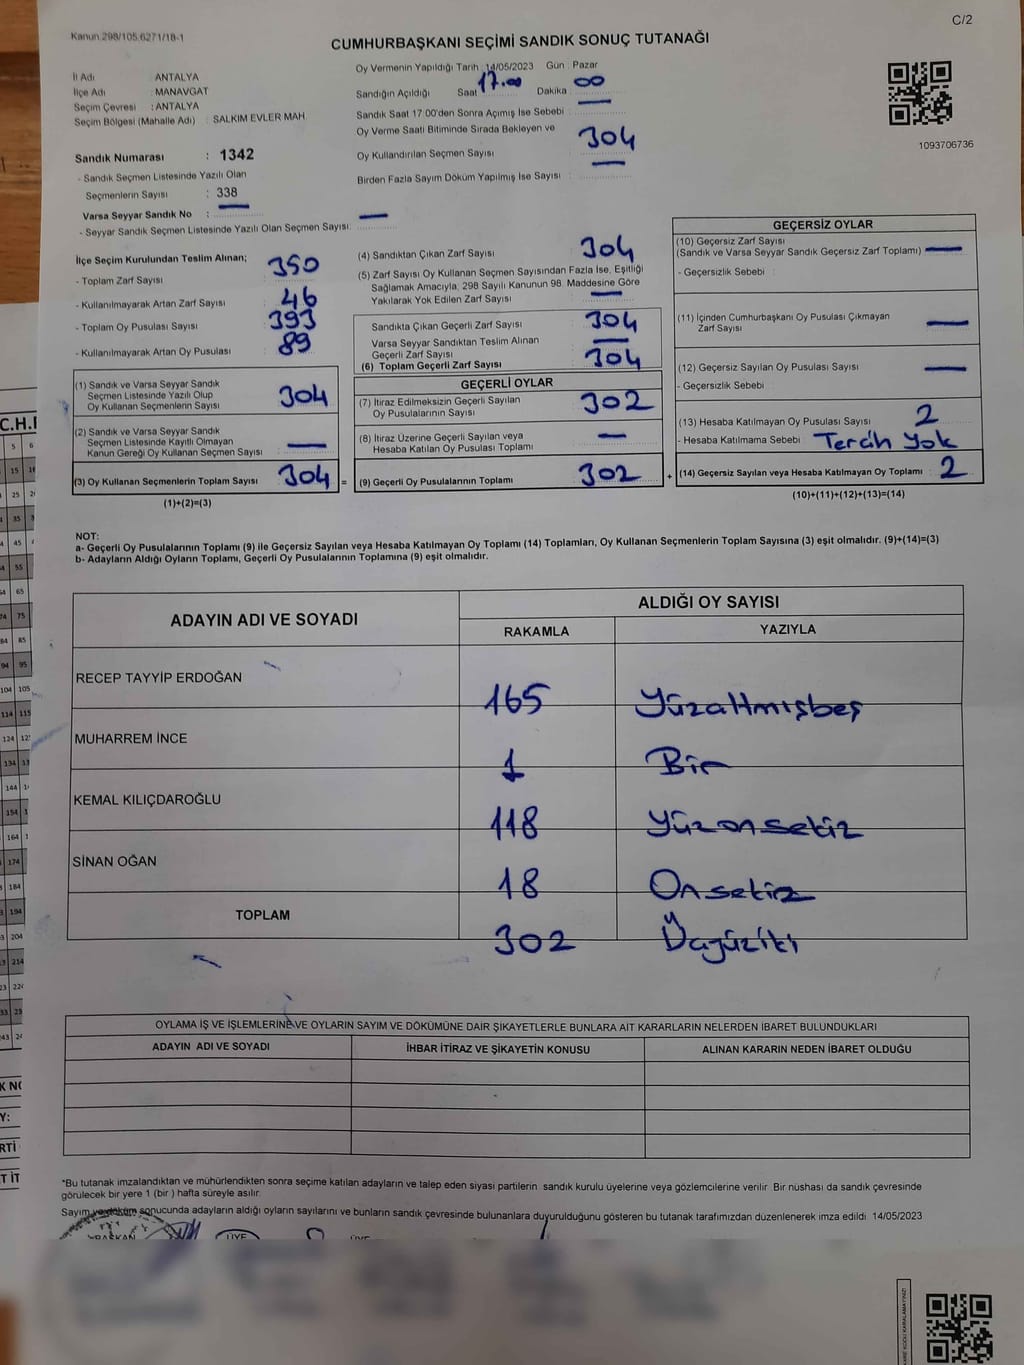 C/2
Kanun.298/105.6271/18-1
CUMHURBAŞKANI SEÇİMİ SANDIK SONUÇ TUTANAĞI
İl Adı : ANTALYA
İlçe Adı : MANAVGAT
Seçim Çevresi : ANTALYA
Seçim Bölgesi (Mahalle Adı) : SALKIM EVLER MAH.
Sandık Numarası : 1342
- Sandık Seçmen Listesinde Yazılı Olan
Seçmenlerin Sayısı : 338
Varsa Seyyar Sandık No : —
- Seyyar Sandık Seçmen Listesinde Yazılı Olan Seçmen Sayısı: —
Oy Vermenin Yapıldığı Tarih : 14/05/2023 Gün : Pazar
Sandığın Açıldığı Saat 17.00 Dakika : 00
Sandık Saat 17 00'den Sonra Açımış İse Sebebi : —
Oy Verme Saati Bitiminde Sırada Bekleyen ve
Oy Kullandırılan Seçmen Sayısı : 304
Birden Fazla Sayım Döküm Yapılmış İse Sayısı : —
1093706736
İlçe Seçim Kurulundan Teslim Alınan;
- Toplam Zarf Sayısı : 350
- Kullanılmayarak Artan Zarf Sayısı : 46
- Toplam Oy Pusulası Sayısı : 393
- Kullanılmayarak Artan Oy Pusulası : 89
(1) Sandık ve Varsa Seyyar Sandık
Seçmen Listesinde Yazılı Olup
Oy Kullanan Seçmenlerin Sayısı : 304
(2) Sandık ve Varsa Seyyar Sandık
Seçmen Listesinde Kayıtlı Olmayan
Kanun Gereği Oy Kullanan Seçmen Sayısı : —
(3) Oy Kullanan Seçmenlerin Toplam Sayısı : 304
(1)+(2)=(3)
(4) Sandıktan Çıkan Zarf Sayısı : 304
(5) Zarf Sayısı Oy Kullanan Seçmen Sayısından Fazla İse, Eşitliği
Sağlamak Amacıyla; 298 Sayılı Kanunun 98. Maddesine Göre
Yakılarak Yok Edilen Zarf Sayısı : —
Sandıkta Çıkan Geçerli Zarf Sayısı : 304
Varsa Seyyar Sandıktan Teslim Alınan
Geçerli Zarf Sayısı : —
(6) Toplam Geçerli Zarf Sayısı : 304
GEÇERLİ OYLAR
(7) İtiraz Edilmeksizin Geçerli Sayılan
Oy Pusulalarının Sayısı : 302
(8) İtiraz Üzerine Geçerli Sayılan veya
Hesaba Katılan Oy Pusulası Toplamı : —
= (9) Geçerli Oy Pusulalarının Toplamı : 302
GEÇERSİZ OYLAR
(10) Geçersiz Zarf Sayısı
(Sandık ve Varsa Seyyar Sandık Geçersiz Zarf Toplamı) : —
- Geçersizlik Sebebi :
(11) İçinden Cumhurbaşkanı Oy Pusulası Çıkmayan
Zarf Sayısı : —
(12) Geçersiz Sayılan Oy Pusulası Sayısı : —
- Geçersizlik Sebebi :
(13) Hesaba Katılmayan Oy Pusulası Sayısı : 2
- Hesaba Katılmama Sebebi : Tercih Yok
+ (14) Geçersiz Sayılan veya Hesaba Katılmayan Oy Toplamı : 2
(10)+(11)+(12)+(13)=(14)
NOT:
a- Geçerli Oy Pusulalarının Toplamı (9) ile Geçersiz Sayılan veya Hesaba Katılmayan Oy Toplamı (14) Toplamları, Oy Kullanan Seçmenlerin Toplam Sayısına (3) eşit olmalıdır. (9)+(14)=(3)
b- Adayların Aldığı Oyların Toplamı, Geçerli Oy Pusulalarının Toplamına (9) eşit olmalıdır.
ADAYIN ADI VE SOYADI ALDIĞI OY SAYISI
RAKAMLA YAZIYLA
RECEP TAYYİP ERDOĞAN 165 Yüzaltmışbeş
MUHARREM İNCE 1 Bir
KEMAL KILIÇDAROĞLU 118 Yüzonsekiz
SİNAN OĞAN 18 Onsekiz
TOPLAM 302 Üçyüziki
OYLAMA İŞ VE İŞLEMLERİNE VE OYLARIN SAYIM VE DÖKÜMÜNE DAİR ŞİKAYETLERLE BUNLARA AİT KARARLARIN NELERDEN İBARET BULUNDUKLARI
ADAYIN ADI VE SOYADI İHBAR İTİRAZ VE ŞİKAYETİN KONUSU ALINAN KARARIN NEDEN İBARET OLDUĞU
*Bu tutanak imzalandıktan ve mühürlendikten sonra seçime katılan adayların ve talep eden siyasi partilerin sandık kurulu üyelerine veya gözlemcilerine verilir. Bir nüshası da sandık çevresinde
görülecek bir yere 1 (bir ) hafta süreyle asılır.
Sayım ve döküm sonucunda adayların aldığı oyların sayılarını ve bunların sandık çevresinde bulunanlara duyurulduğunu gösteren bu tutanak tarafımızdan düzenlenerek imza edildi 14/05/2023
BAŞKAN ÜYE ÜYE